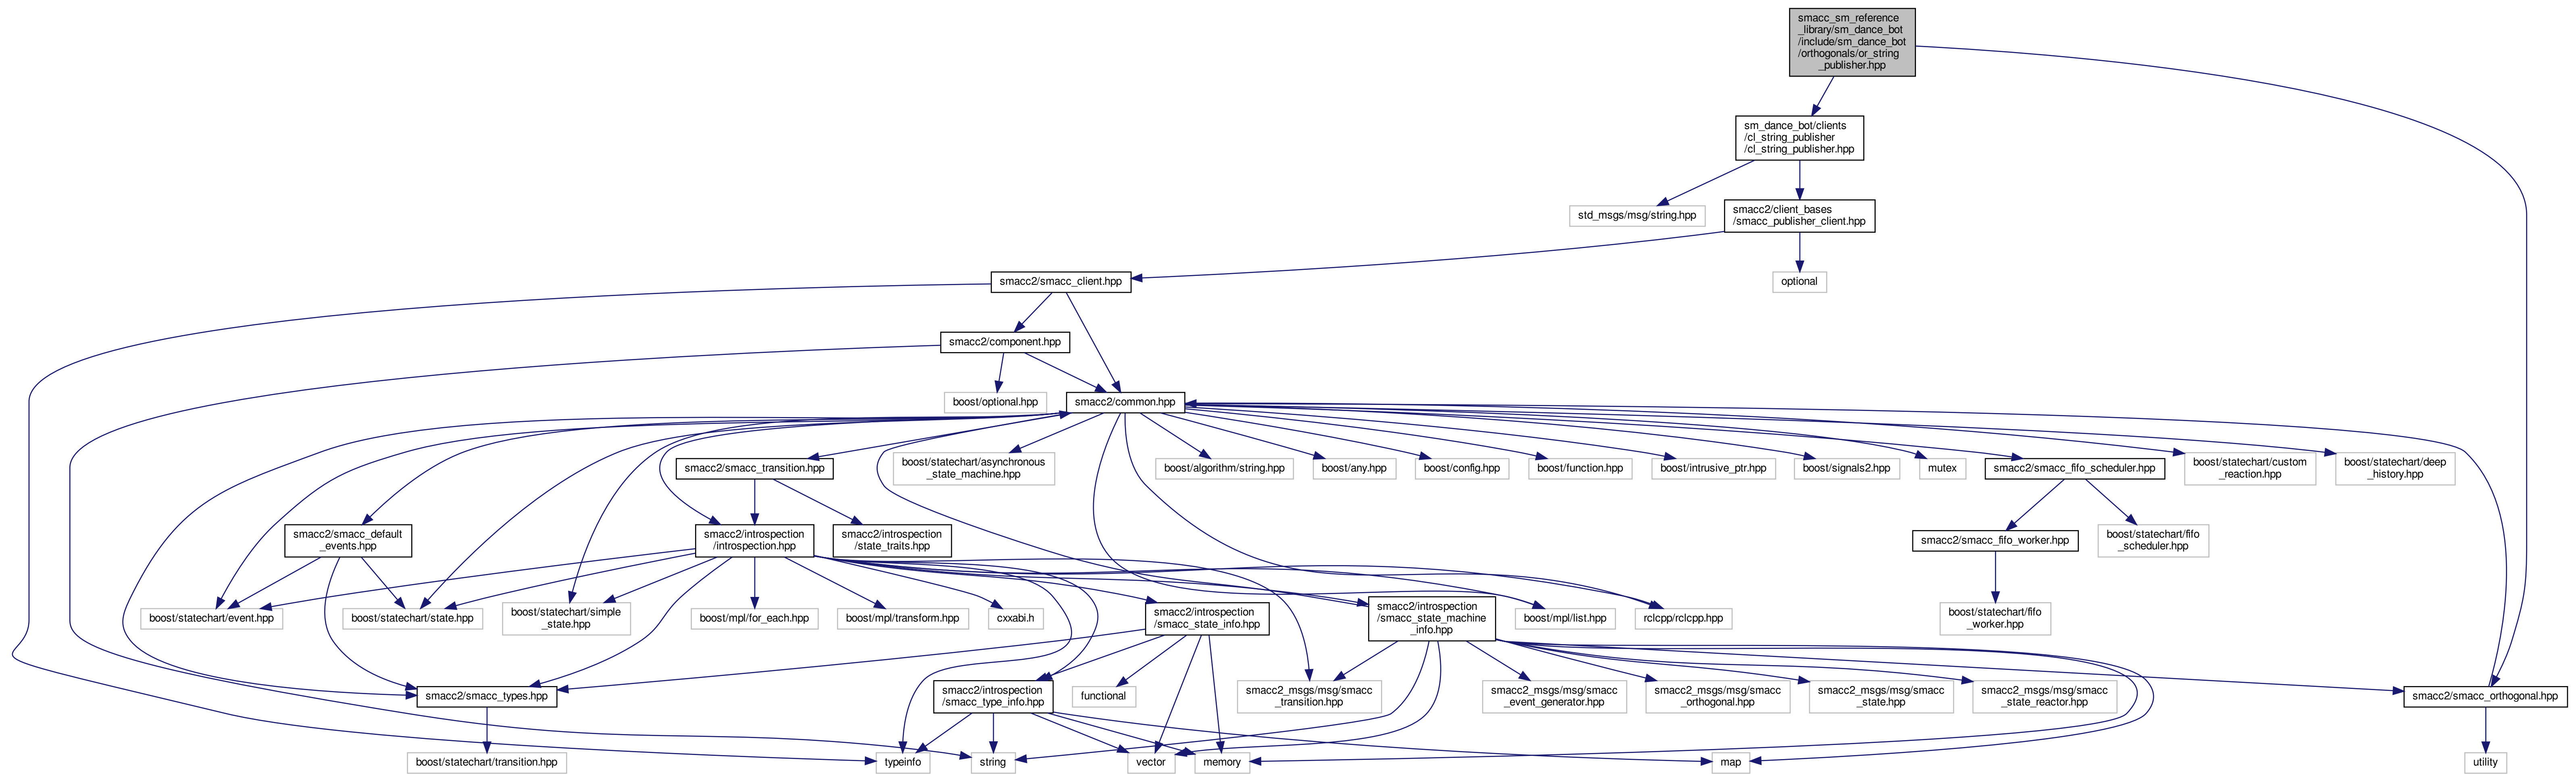 smacc_sm_reference
_library/sm_dance_bot
/include/sm_dance_bot
/orthogonals/or_string
_publisher.hpp
sm_dance_bot/clients
/cl_string_publisher
/cl_string_publisher.hpp
std_msgs/msg/string.hpp
smacc2/client_bases
/smacc_publisher_client.hpp
smacc2/smacc_client.hpp
optional
smacc2/component.hpp
boost/optional.hpp
smacc2/common.hpp
smacc2/smacc_transition.hpp
boost/statechart/asynchronous
_state_machine.hpp
boost/algorithm/string.hpp
boost/any.hpp
boost/config.hpp
boost/function.hpp
boost/intrusive_ptr.hpp
boost/signals2.hpp
mutex
smacc2/smacc_fifo_scheduler.hpp
boost/statechart/custom
_reaction.hpp
boost/statechart/deep
_history.hpp
smacc2/smacc_default
_events.hpp
smacc2/introspection
/introspection.hpp
smacc2/introspection
/state_traits.hpp
smacc2/smacc_fifo_worker.hpp
boost/statechart/fifo
_scheduler.hpp
boost/statechart/event.hpp
boost/statechart/state.hpp
boost/statechart/simple
_state.hpp
boost/mpl/for_each.hpp
boost/mpl/transform.hpp
cxxabi.h
smacc2/introspection
/smacc_state_info.hpp
smacc2/introspection
/smacc_state_machine
_info.hpp
boost/mpl/list.hpp
rclcpp/rclcpp.hpp
boost/statechart/fifo
_worker.hpp
smacc2/smacc_types.hpp
smacc2/introspection
/smacc_type_info.hpp
functional
smacc2_msgs/msg/smacc
_transition.hpp
smacc2_msgs/msg/smacc
_event_generator.hpp
smacc2_msgs/msg/smacc
_orthogonal.hpp
smacc2_msgs/msg/smacc
_state.hpp
smacc2_msgs/msg/smacc
_state_reactor.hpp
smacc2/smacc_orthogonal.hpp
boost/statechart/transition.hpp
typeinfo
string
vector
memory
map
utility